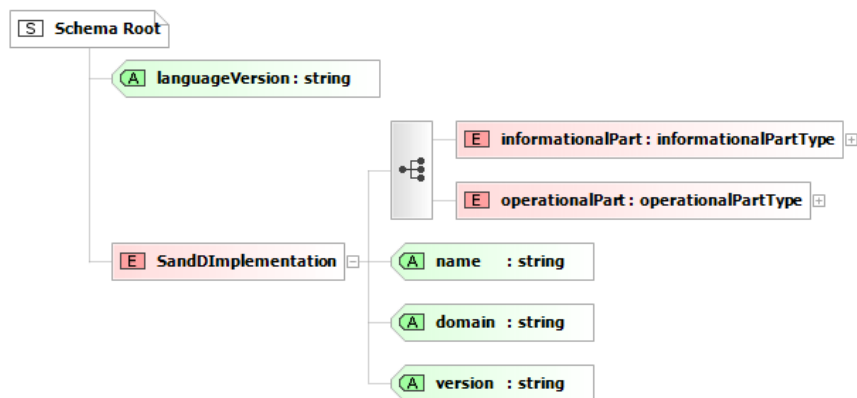 S Schema Root
A languageVersion : string
E informationalPart : informationalPartType
E operationalPart : operationalPartType
E SandDImplementation
A name : string
A domain : string
A version : string